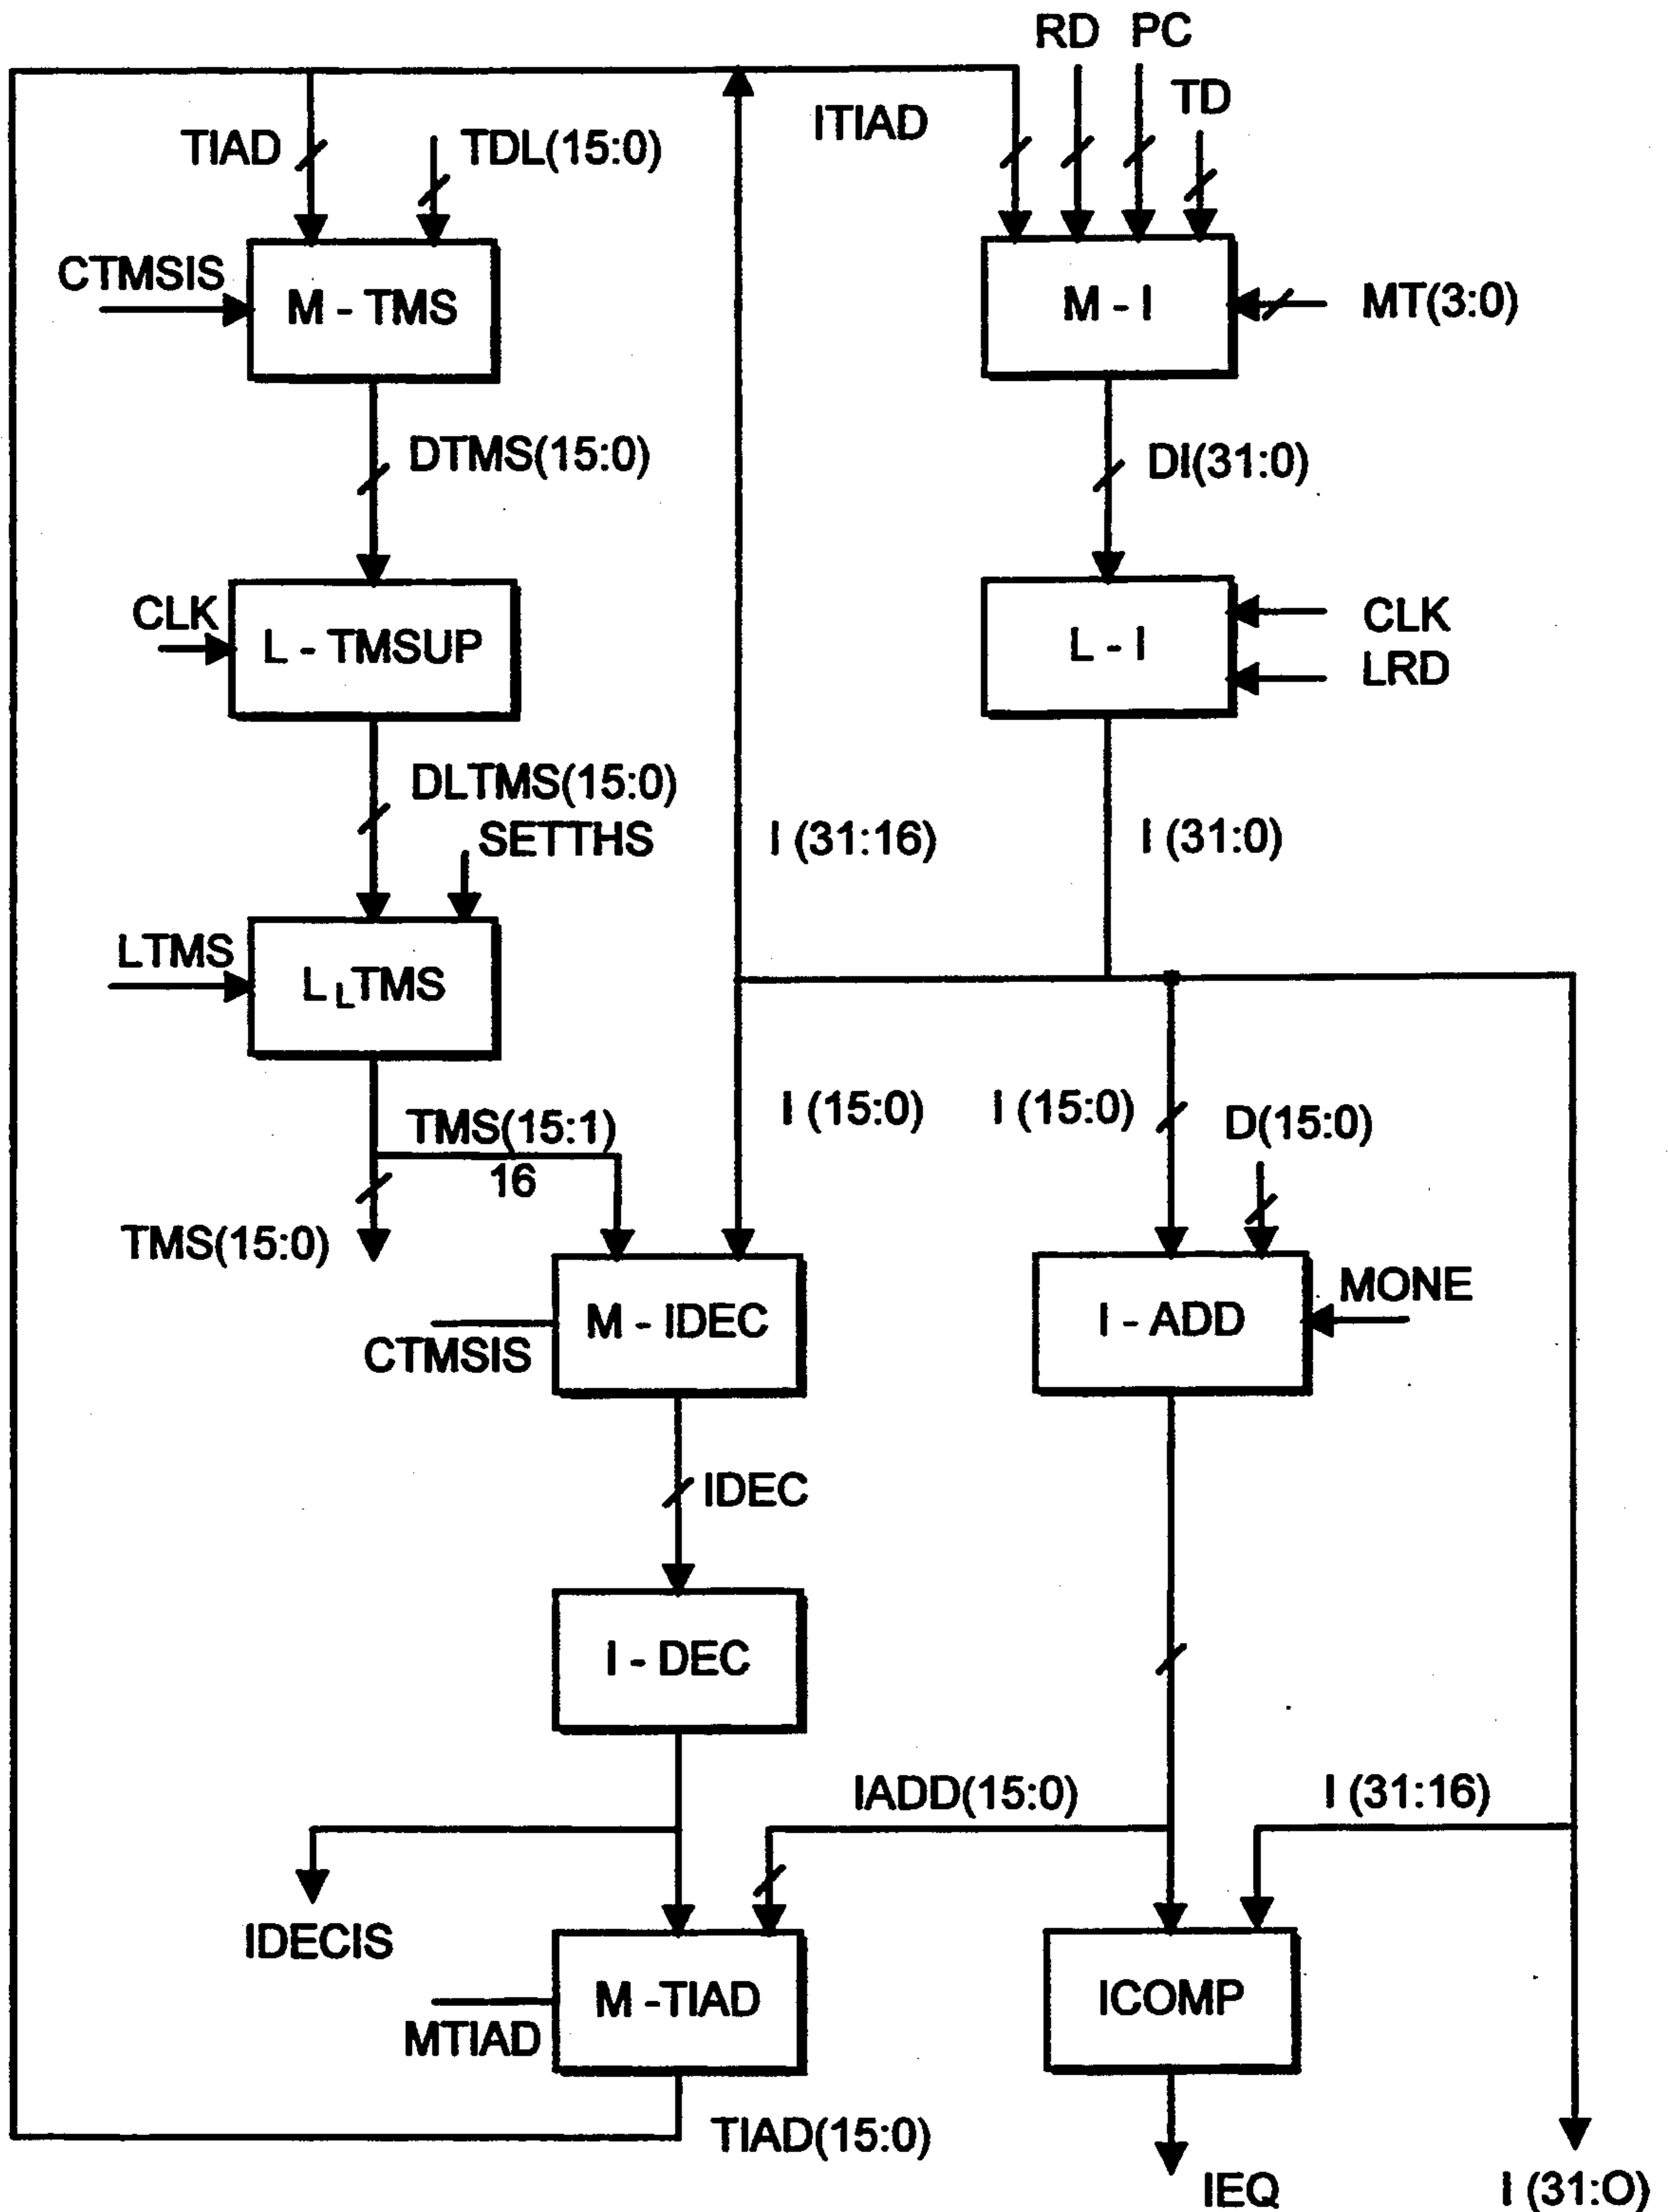 RD PC
TD
ITIAD
TIAD
TDL(15:0)
CTMSIS
M - TMS
M - I
MT(3:0)
DTMS(15:0)
DI(31:0)
CLK
L - TMSUP
L - I
CLK
LRD
DLTMS(15:0)
SETTHS
I (31:16)
I (31:0)
LTMS
L LTMS
TMS(15:1)
16
I (15:0)
I (15:0)
D(15:0)
TMS(15:0)
M - IDEC
CTMSIS
I - ADD
MONE
IDEC
I - DEC
IADD(15:0)
I (31:16)
IDECIS
M -TIAD
MTIAD
ICOMP
TIAD(15:0)
IEQ
I (31:O)